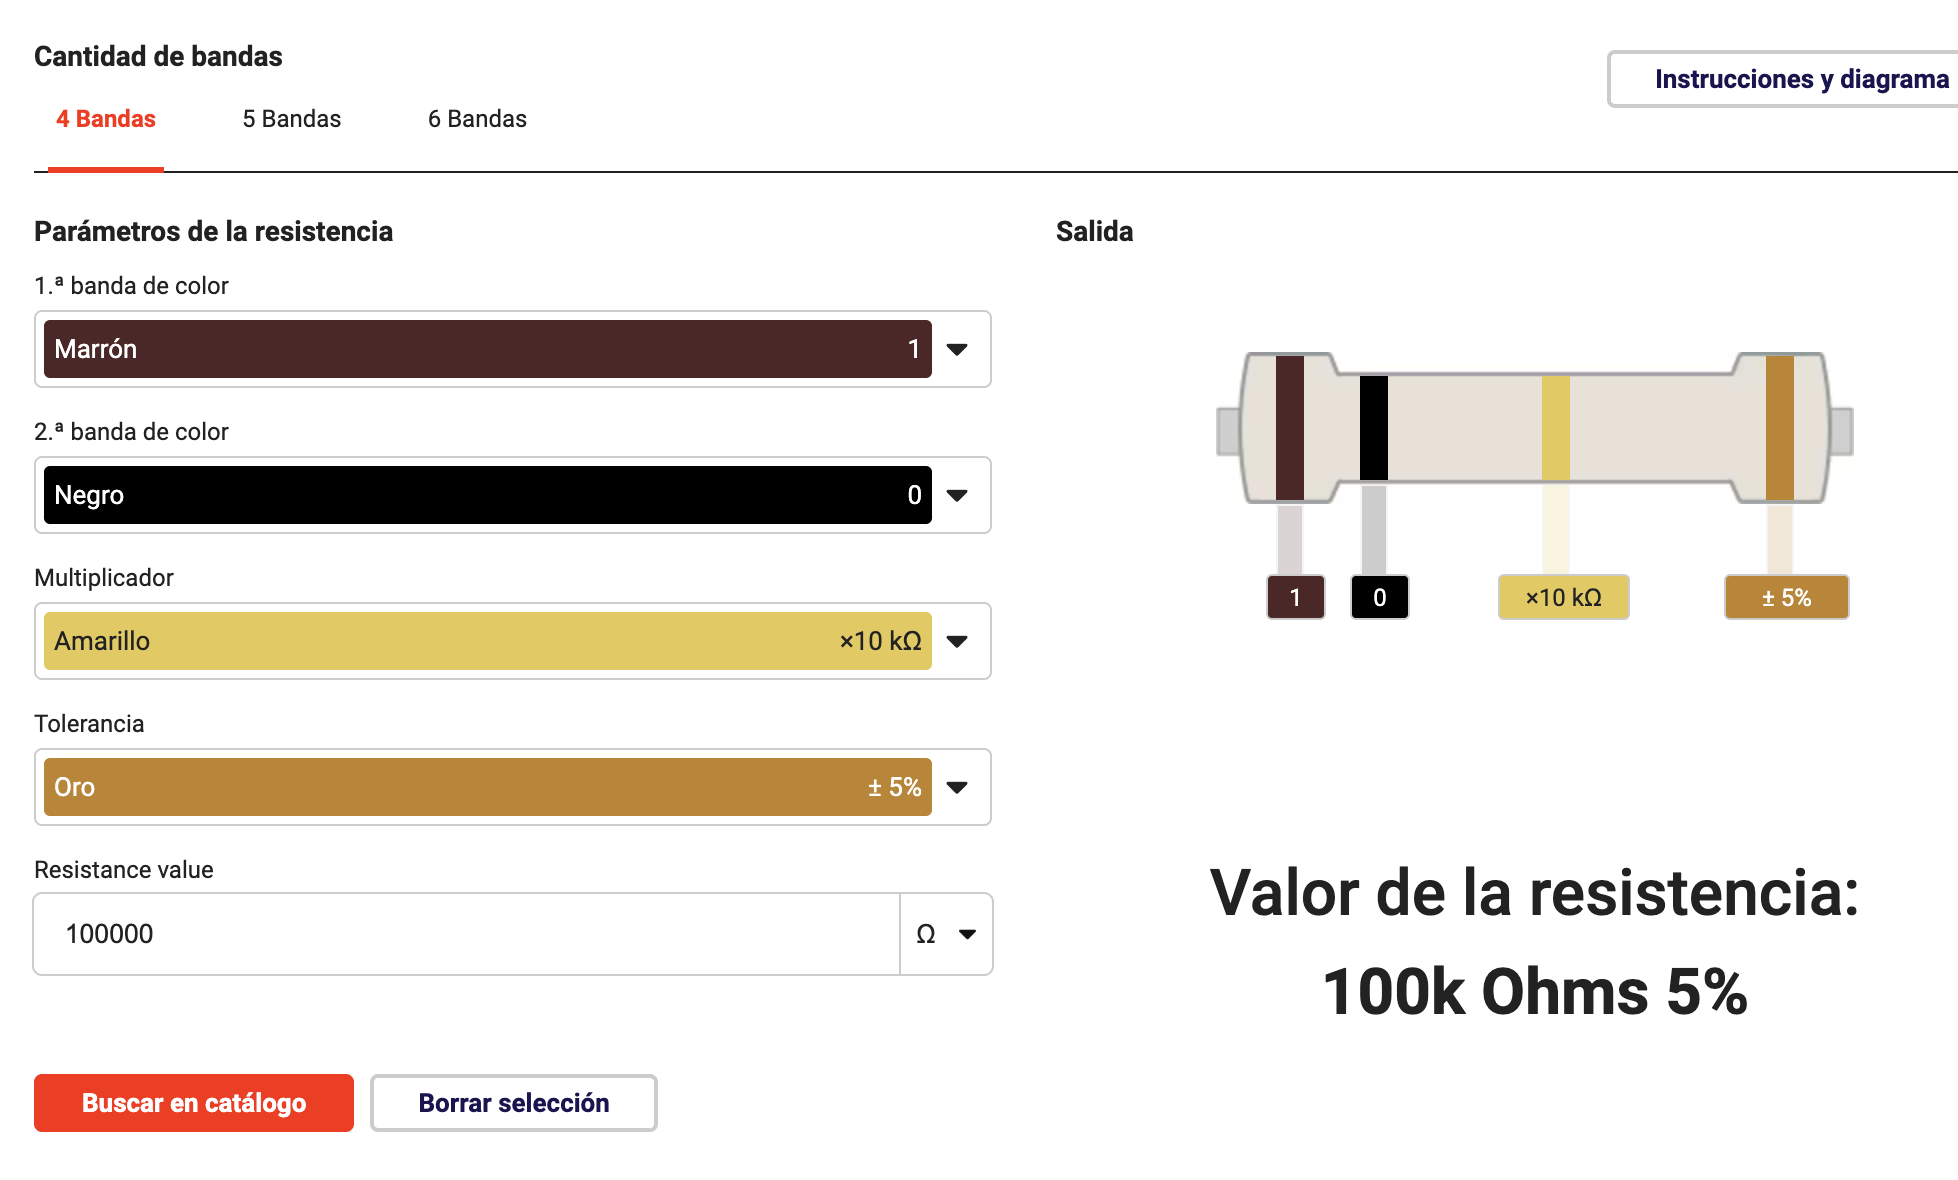 Cantidad de bandas
Instrucciones y diagrama
4 Bandas
5 Bandas
6 Bandas
Parámetros de la resistencia
1.ª banda de color
Marrón 1
2.ª banda de color
Negro 0
Multiplicador
Amarillo ×10 kΩ
Tolerancia
Oro ± 5%
Resistance value
100000 Ω
Buscar en catálogo
Borrar selección
Salida
1 0 ×10 kΩ ± 5%
Valor de la resistencia:
100k Ohms 5%